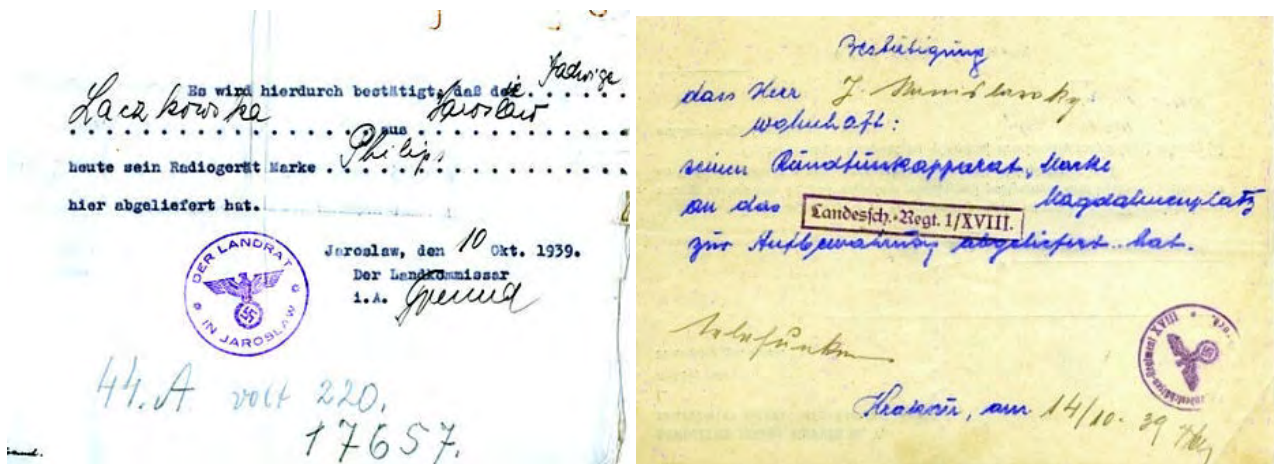 Es wird hierdurch bestätigt, daß die Jadwiga
Laczkowska aus Jaroslaw
heute sein Radiogerät Marke Philips
hier abgeliefert hat.
Jaroslaw, den 10 Okt. 1939.
Der Landkommissar
i.A.
DER LANDRAT
IN JAROSLAW
44.A volt 220.
17657.
Bestätigung
dass Herr J.
wohnhaft:
seinen Rundfunkapparat, Marke
an das Landesch.-Regt. 1/XVIII. Magdalenenplatz
zur Aufbewahrung abgeliefert hat.
Telefunken
Krakau, am 14/10. 39